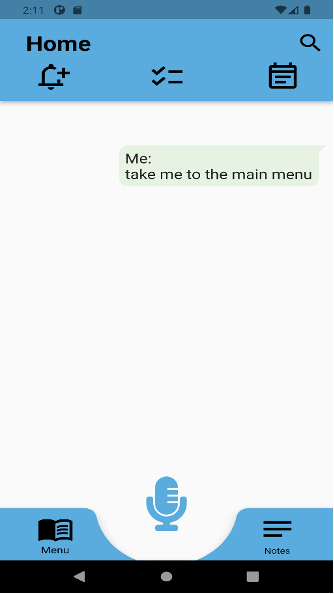 2:11
Home
Me:
take me to the main menu
Menu
Notes